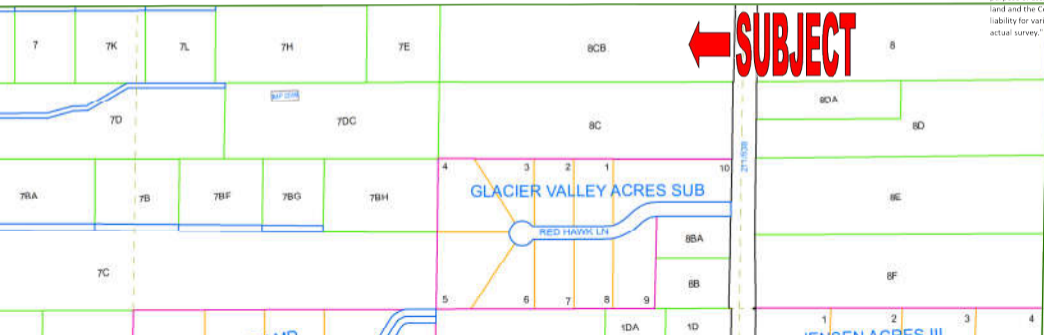 land and the C
liability for vari
actual survey."
7
7K
7L
7H
7E
8CB
SUBJECT
8
7D
7DC
8C
8DA
8D
4
3
2
1
10
7BA
7B
7BF
7BG
7BH
GLACIER VALLEY ACRES SUB
8E
RED HAWK LN
8BA
7C
8B
8F
5
6
7
8
9
1DA
1D
1
2
3
4
JENSEN ACRES III